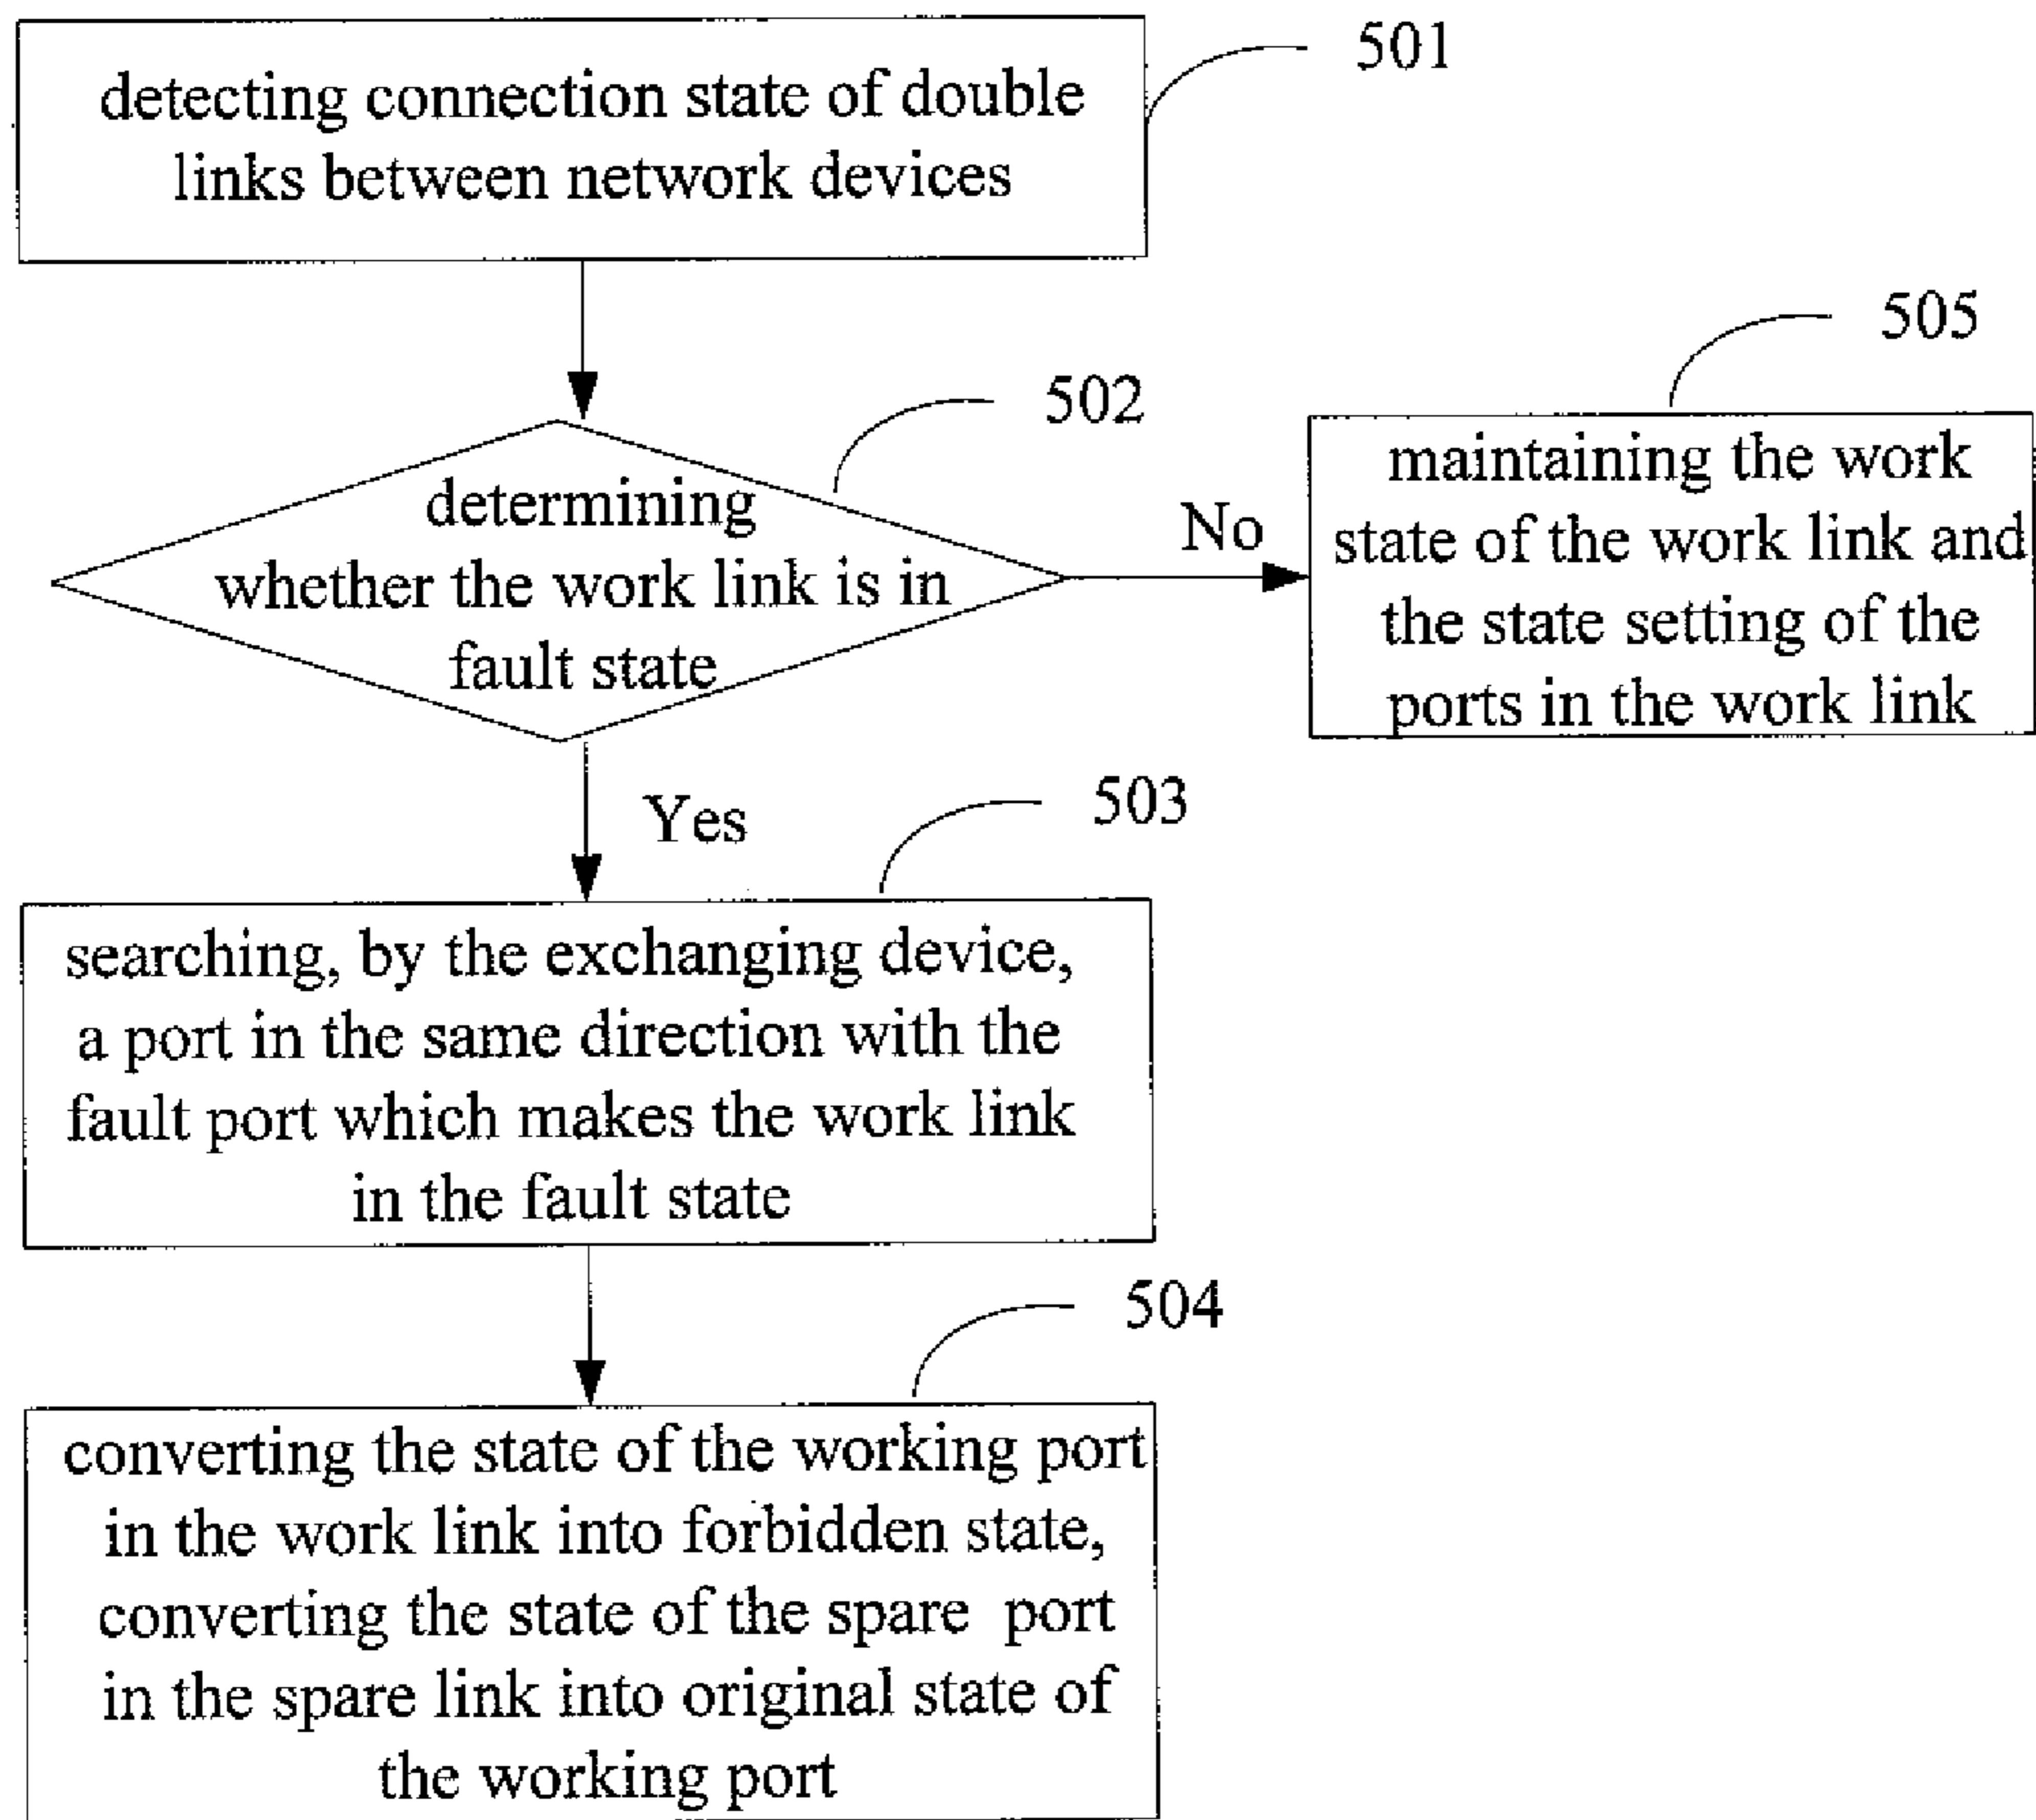 501
detecting connection state of double
links between network devices
505
502
determining
whether the work link is in
fault state
No
maintaining the work
state of the work link and
the state setting of the
ports in the work link
Yes
503
searching, by the exchanging device,
a port in the same direction with the
fault port which makes the work link
in the fault state
504
converting the state of the working port
in the work link into forbidden state,
converting the state of the spare port
in the spare link into original state of
the working port